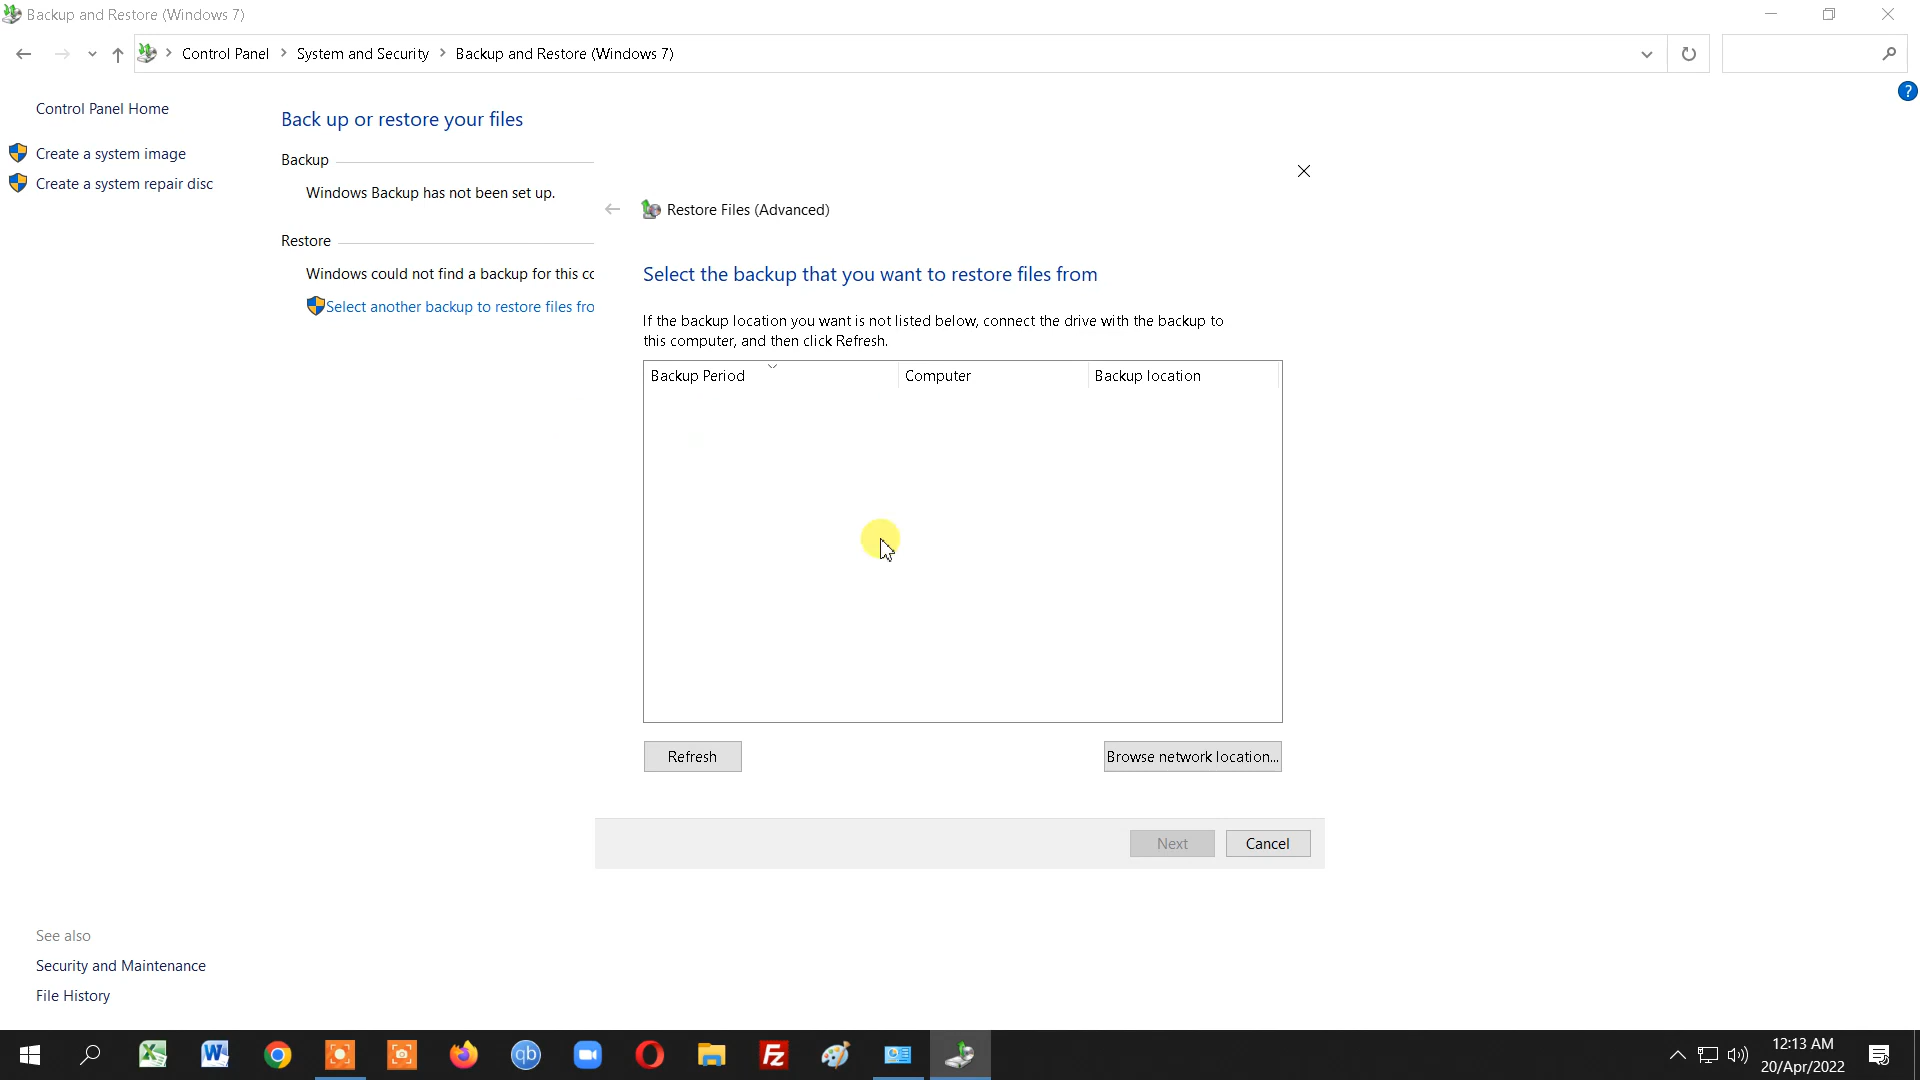 Backup and Restore (Windows 7)
Control Panel > System and Security > Backup and Restore (Windows 7)
Control Panel Home
Create a system image
Create a system repair disc
Back up or restore your files
Backup
Windows Backup has not been set up.
Restore
Windows could not find a backup for this co
Select another backup to restore files fro
Restore Files (Advanced)
Select the backup that you want to restore files from
If the backup location you want is not listed below, connect the drive with the backup to
this computer, and then click Refresh.
Backup Period
Computer
Backup location
Refresh
Browse network location...
Next
Cancel
See also
Security and Maintenance
File History
?
qb
Fz
12:13 AM
20/Apr/2022